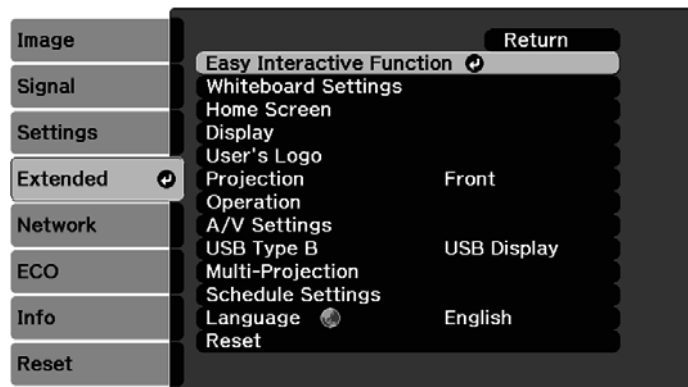 Image
Signal
Settings
Extended
Network
ECO
Info
Reset
Return
Easy Interactive Function
Whiteboard Settings
Home Screen
Display
User's Logo
Projection Front
Operation
A/V Settings
USB Type B USB Display
Multi-Projection
Schedule Settings
Language English
Reset